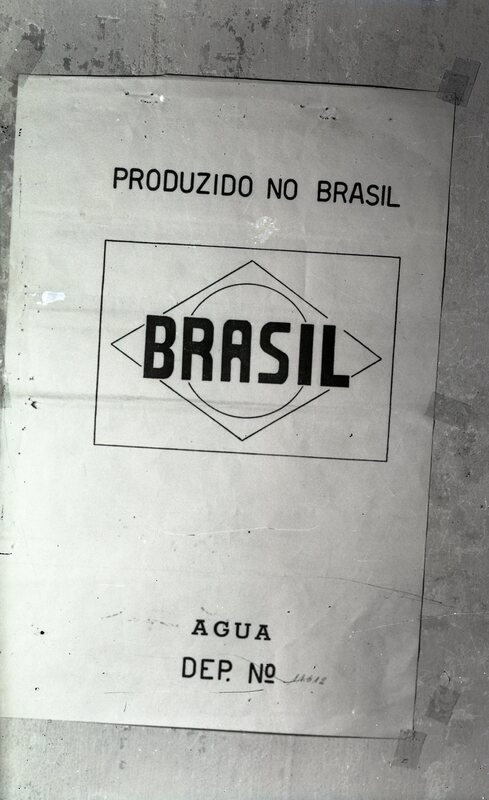 PRODUZIDO NO BRASIL
BRASIL
AGUA
DEP. Nº